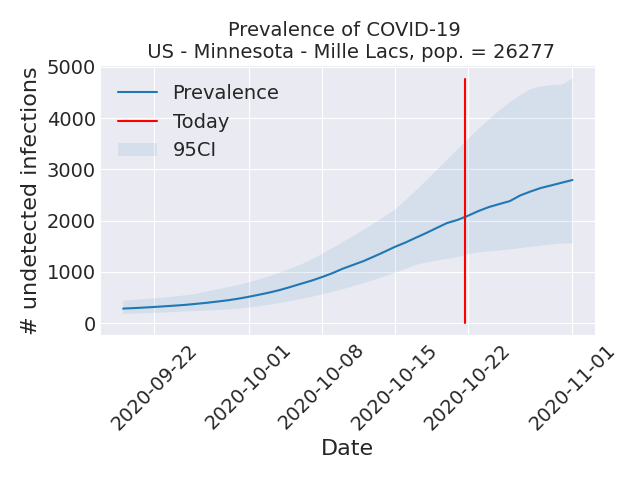 Prevalence of COVID-19
US - Minnesota - Mille Lacs, pop. = 26277
# undetected infections
5000
4000
3000
2000
1000
0
Prevalence
Today
95CI
2020-09-22
2020-10-01
2020-10-08
2020-10-15
2020-10-22
2020-11-01
Date